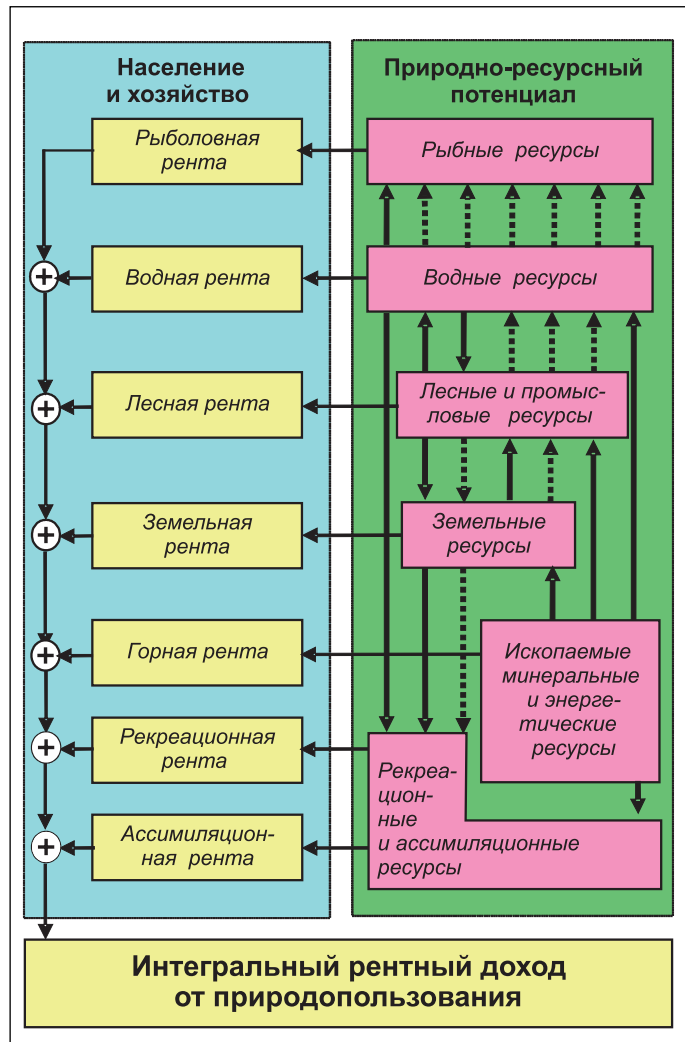 Население
и хозяйство
Природно-ресурсный
потенциал
Рыболовная
рента
Рыбные ресурсы
+
Водная рента
Водные ресурсы
+
Лесная рента
Лесные и промыс-
ловые ресурсы
+
Земельная
рента
Земельные
ресурсы
+
Горная рента
Ископаемые
минеральные
и энерге-
тические
ресурсы
+
Рекреационная
рента
+
Ассимиляцион-
ная рента
Рекреа-
цион-
ные
и ассимиляционные
ресурсы
Интегральный рентный доход
от природопользования